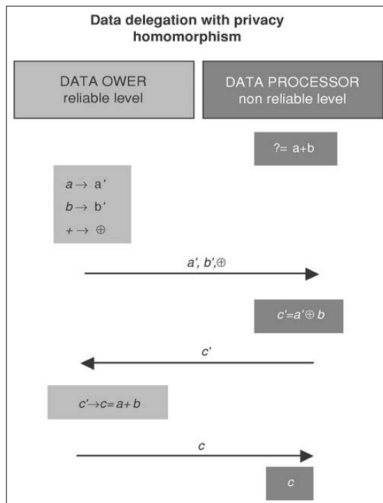 Data delegation with privacy
homomorphism
DATA OWER
reliable level
DATA PROCESSOR
non reliable level
?= a+b
a → a'
b → b'
+ → ⊕
a', b',⊕
c'=a'⊕ b
c'
c'→c= a+ b
c
c